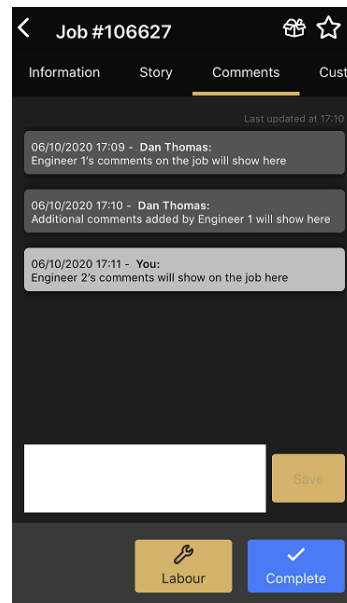 Job #106627
Information Story Comments Cust
Last updated at 17:10
06/10/2020 17:09 - Dan Thomas:
Engineer 1's comments on the job will show here
06/10/2020 17:10 - Dan Thomas:
Additional comments added by Engineer 1 will show here
06/10/2020 17:11 - You:
Engineer 2's comments will show on the job here
Save
Labour
Complete